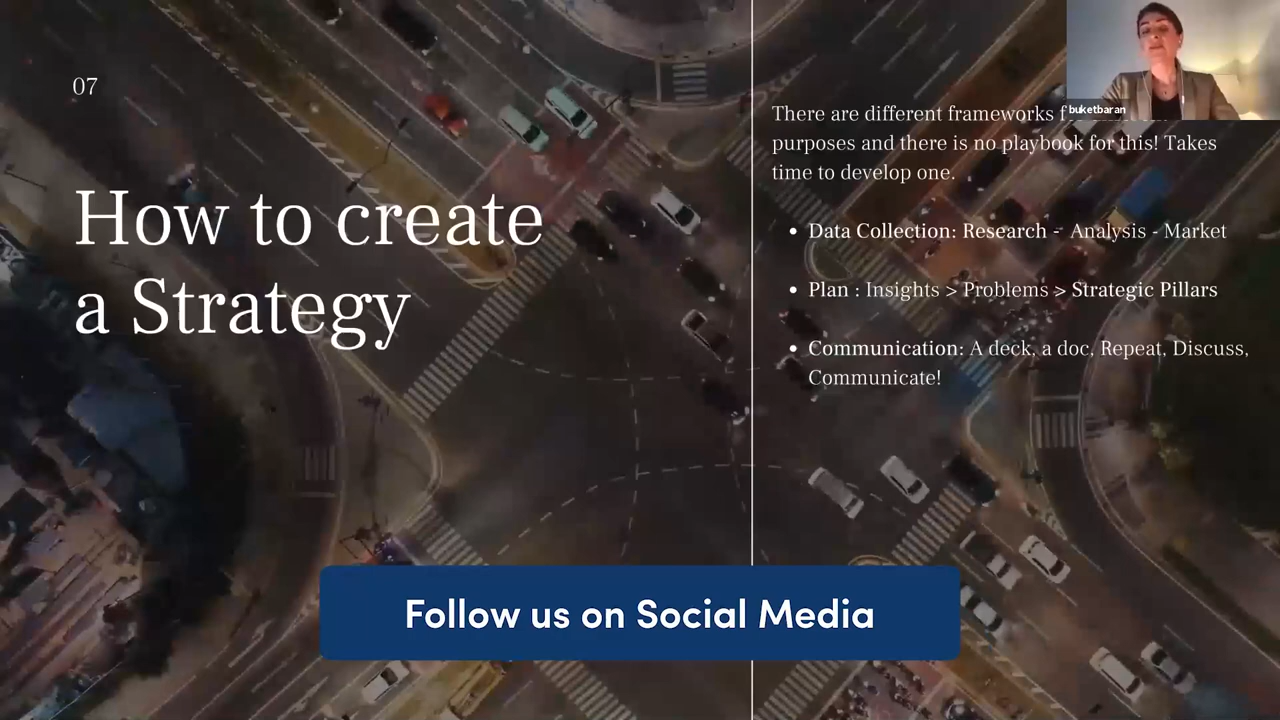 07
How to create
a Strategy
buketbaran
There are different frameworks
purposes and there is no playbook for this! Takes
time to develop one.
• Data Collection: Research - Analysis - Market
• Plan : Insights > Problems > Strategic Pillars
• Communication: A deck, a doc, Repeat, Discuss,
Communicate!
Follow us on Social Media